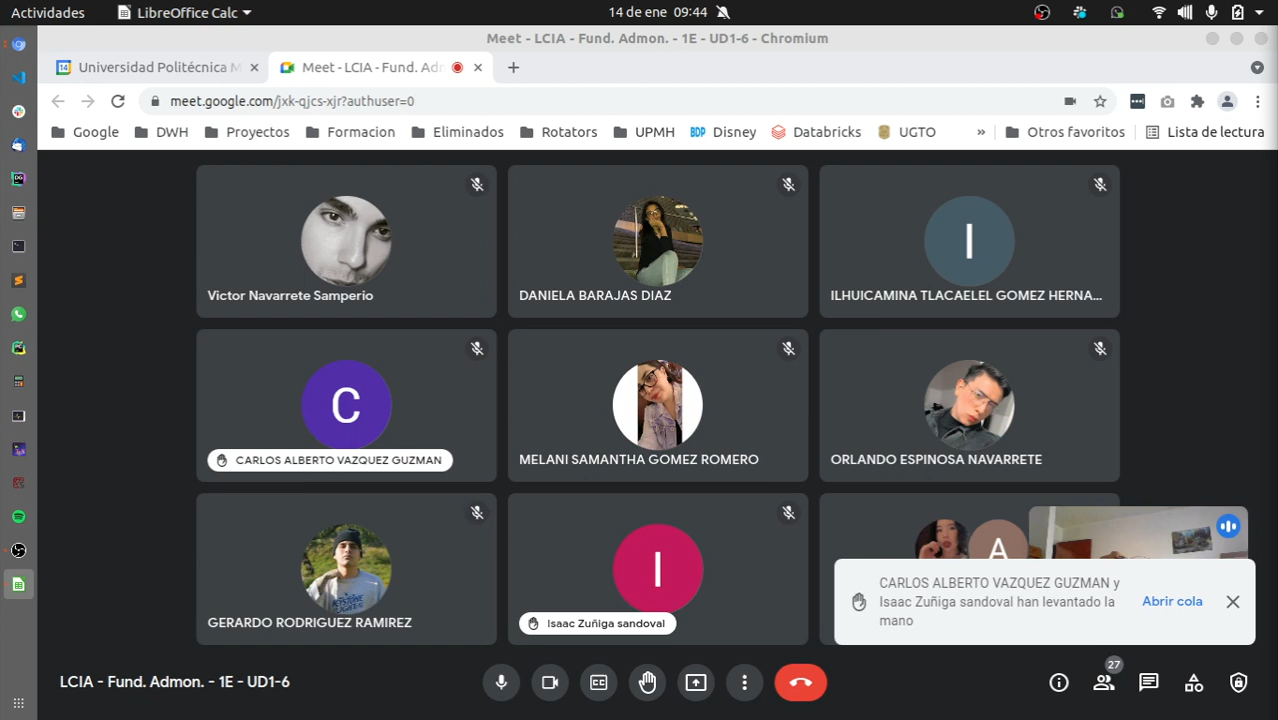 Actividades
LibreOffice Calc
14 de ene 09:44
Meet - LCIA - Fund. Admon. - 1E - UD1-6 - Chromium
Universidad Politécnica M
Meet - LCIA - Fund. Adm
meet.google.com/jxk-qjcs-xjr?authuser=0
Google
DWH
Proyectos
Formacion
Eliminados
Rotators
UPMH
BDP Disney
Databricks
UGTO
»
Otros favoritos
Lista de lectura
Victor Navarrete Samperio
DANIELA BARAJAS DIAZ
I
ILHUICAMINA TLACAELEL GOMEZ HERNA...
C
CARLOS ALBERTO VAZQUEZ GUZMAN
MELANI SAMANTHA GOMEZ ROMERO
ORLANDO ESPINOSA NAVARRETE
GERARDO RODRIGUEZ RAMIREZ
I
Isaac Zuñiga sandoval
A
CARLOS ALBERTO VAZQUEZ GUZMAN y
Isaac Zuñiga sandoval han levantado la
mano
Abrir cola
LCIA - Fund. Admon. - 1E - UD1-6
27